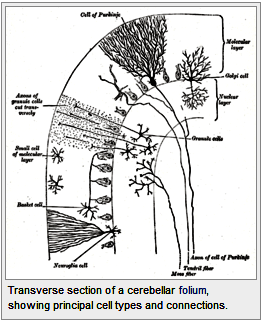 Cell of Purkinje
Molecular
layer
Golgi cell
Nuclear
layer
Axons of
granule cells
cut trans-
versely
Granule cells
Small cell
of molecular
layer
Basket cell
Axon of cell of Purkinje
Neuroglia cell
Tendril fiber
Moss fiber
Transverse section of a cerebellar folium,
showing principal cell types and connections.